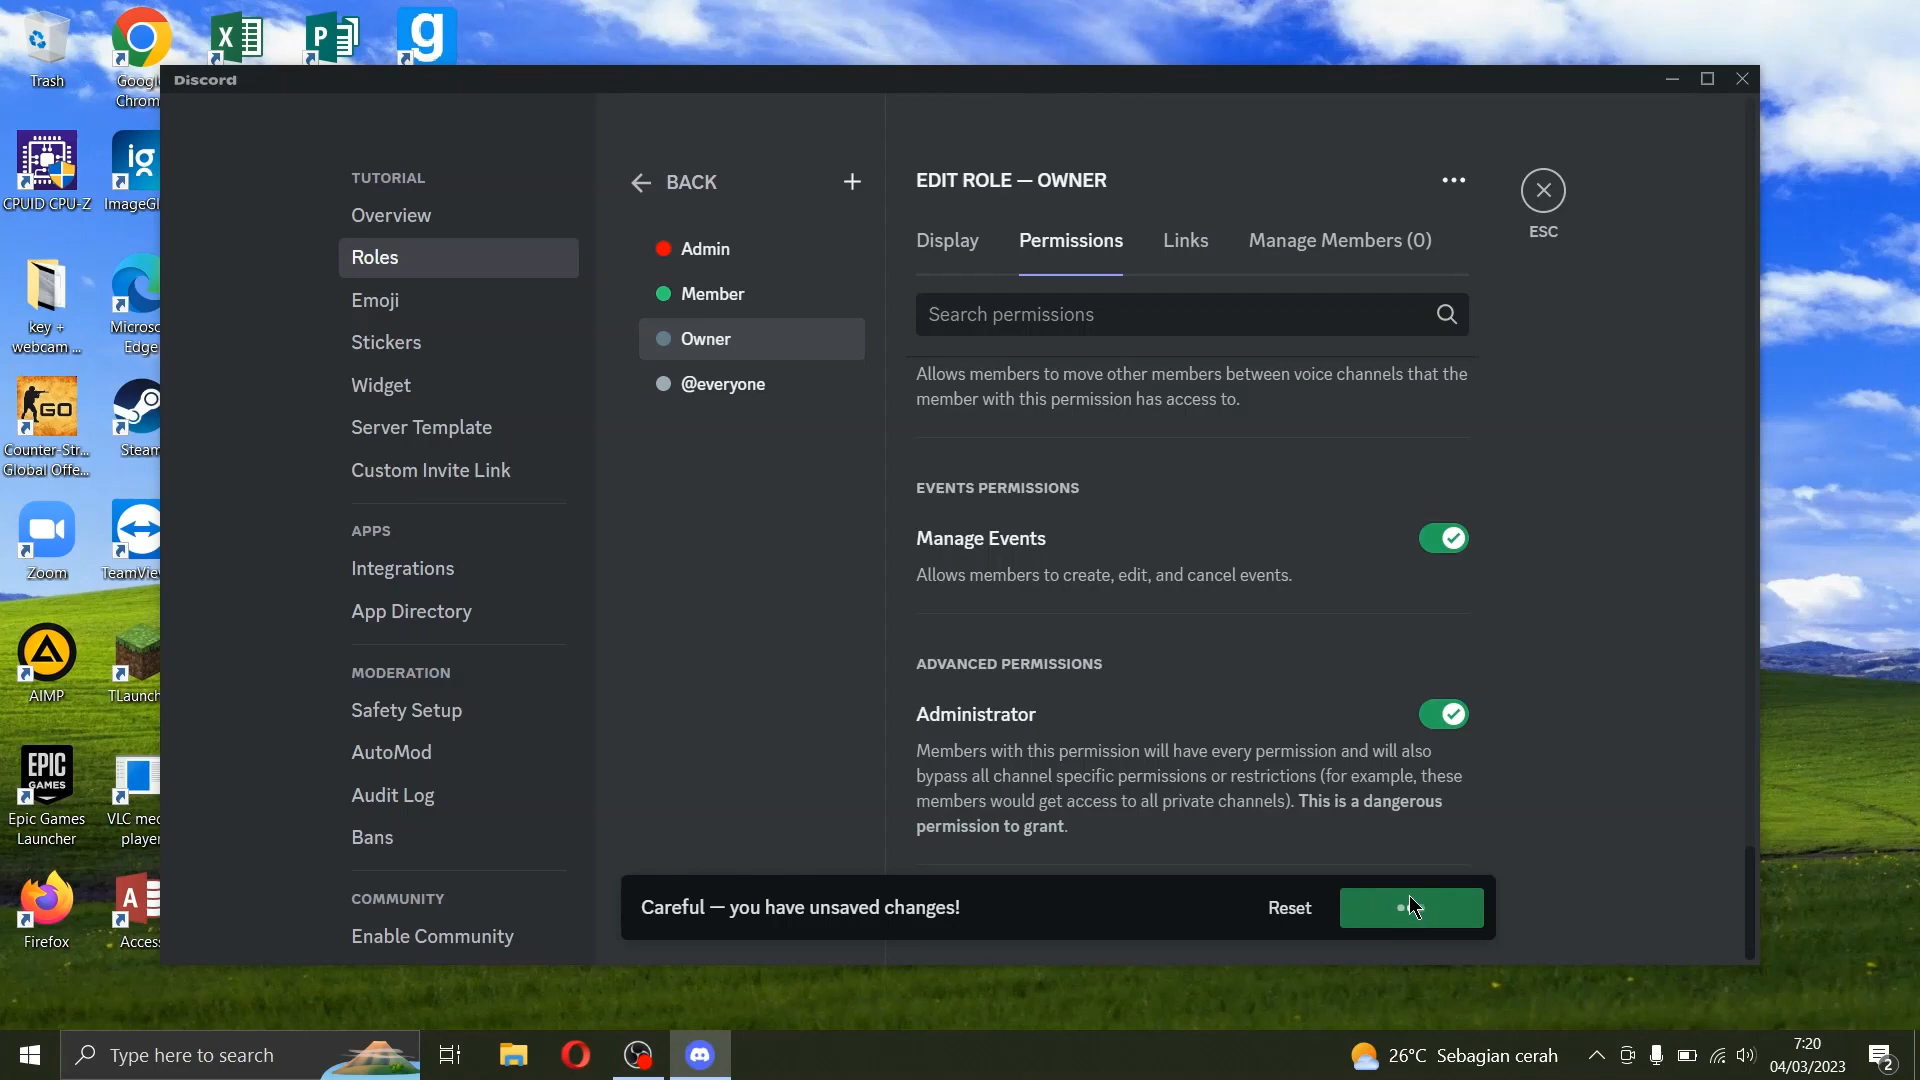 Trash
Googl
Chrom
CPUID CPU-Z
ImageGl
key +
webcam ...
Microsc
Edge
Counter-Str...
Global Offe...
Steam
Zoom
TeamVie
AIMP
TLaunch
Epic Games
Launcher
VLC med
player
Firefox
Access
Discord
TUTORIAL
Overview
Roles
Emoji
Stickers
Widget
Server Template
Custom Invite Link
APPS
Integrations
App Directory
MODERATION
Safety Setup
AutoMod
Audit Log
Bans
COMMUNITY
Enable Community
BACK
Admin
Member
Owner
@everyone
EDIT ROLE — OWNER
ESC
Display Permissions Links Manage Members (0)
Search permissions
Allows members to move other members between voice channels that the
member with this permission has access to.
EVENTS PERMISSIONS
Manage Events
Allows members to create, edit, and cancel events.
ADVANCED PERMISSIONS
Administrator
Members with this permission will have every permission and will also
bypass all channel specific permissions or restrictions (for example, these
members would get access to all private channels). This is a dangerous
permission to grant.
Careful — you have unsaved changes! Reset
Type here to search
26°C Sebagian cerah
7:20
04/03/2023
2